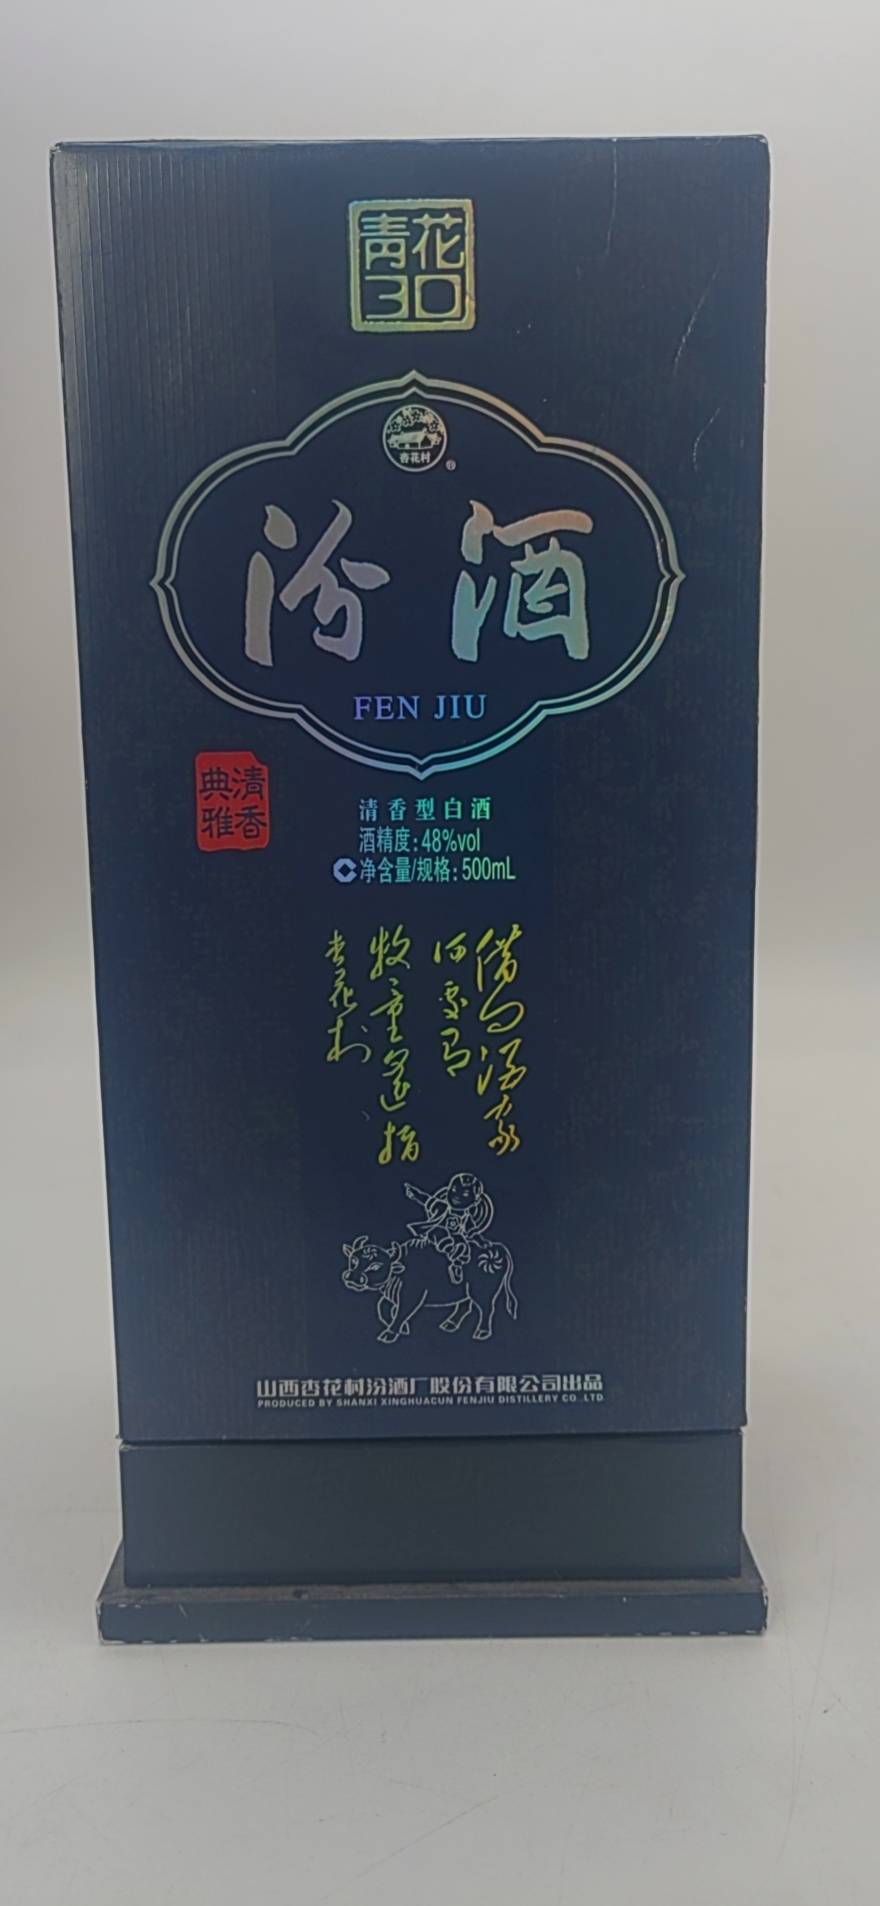 青花
30
杏花村
®
汾酒
FEN JIU
清香
典雅
清香型白酒
酒精度:48%vol
净含量/规格:500mL
借问酒家
何处有
牧童遥指
杏花村
山西杏花村汾酒厂股份有限公司出品
PRODUCED BY SHANXI XINGHUACUN FENJIU DISTILLERY CO .LTD.